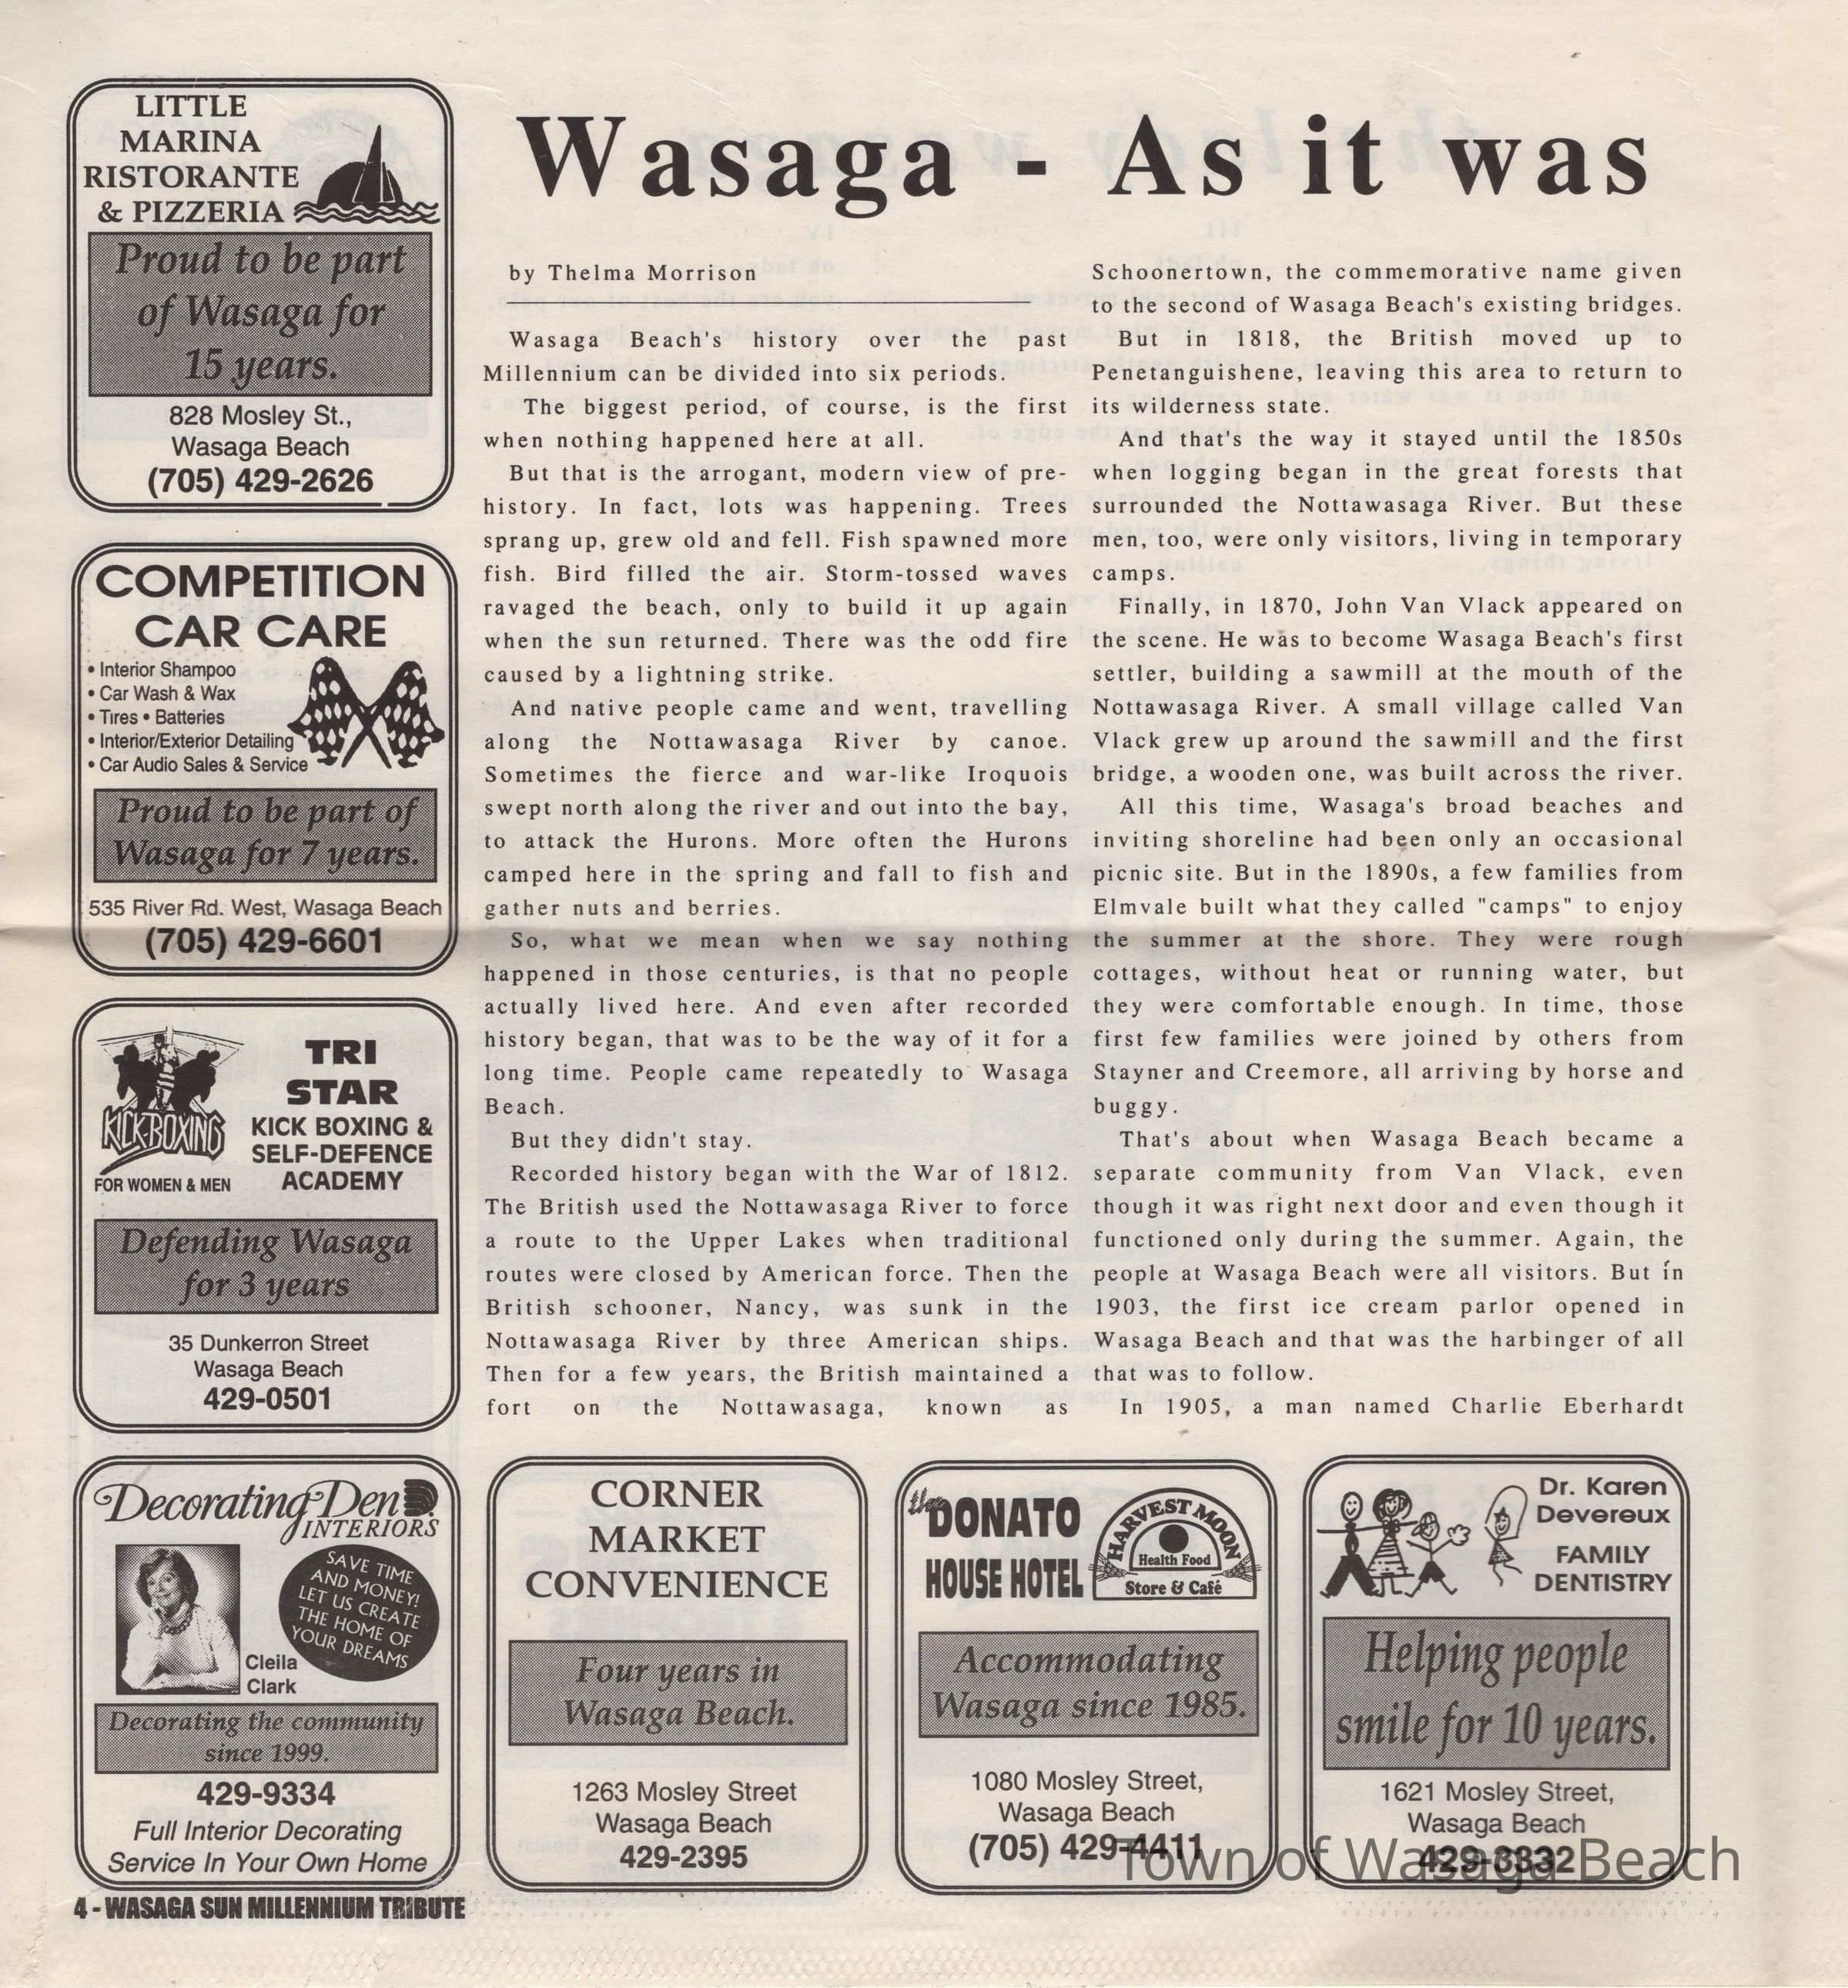 LITTLE
MARINA
RISTORANTE
& PIZZERIA
Proud to be part
of Wasaga for
15 years.
828 Mosley St.,
Wasaga Beach
(705) 429-2626
COMPETITION
CAR CARE
• Interior Shampoo
• Car Wash & Wax
• Tires • Batteries
• Interior/Exterior Detailing
• Car Audio Sales & Service
Proud to be part of
Wasaga for 7 years.
535 River Rd. West, Wasaga Beach
(705) 429-6601
KICKBOXING
FOR WOMEN & MEN
TRI
STAR
KICK BOXING &
SELF-DEFENCE
ACADEMY
Defending Wasaga
for 3 years
35 Dunkerron Street
Wasaga Beach
429-0501
Decorating Den
INTERIORS
SAVE TIME
AND MONEY!
LET US CREATE
THE HOME OF
YOUR DREAMS
Cleila
Clark
Decorating the community
since 1999.
429-9334
Full Interior Decorating
Service In Your Own Home
Wasaga - As it was
by Thelma Morrison
Wasaga Beach's history over the past
Millennium can be divided into six periods.
The biggest period, of course, is the first
when nothing happened here at all.
But that is the arrogant, modern view of pre-
history. In fact, lots was happening. Trees
sprang up, grew old and fell. Fish spawned more
fish. Bird filled the air. Storm-tossed waves
ravaged the beach, only to build it up again
when the sun returned. There was the odd fire
caused by a lightning strike.
And native people came and went, travelling
along the Nottawasaga River by canoe.
Sometimes the fierce and war-like Iroquois
swept north along the river and out into the bay,
to attack the Hurons. More often the Hurons
camped here in the spring and fall to fish and
gather nuts and berries.
So, what we mean when we say nothing
happened in those centuries, is that no people
actually lived here. And even after recorded
history began, that was to be the way of it for a
long time. People came repeatedly to Wasaga
Beach.
But they didn't stay.
Recorded history began with the War of 1812.
The British used the Nottawasaga River to force
a route to the Upper Lakes when traditional
routes were closed by American force. Then the
British schooner, Nancy, was sunk in the
Nottawasaga River by three American ships.
Then for a few years, the British maintained a
fort on the Nottawasaga, known as
Schoonertown, the commemorative name given
to the second of Wasaga Beach's existing bridges.
But in 1818, the British moved up to
Penetanguishene, leaving this area to return to
its wilderness state.
And that's the way it stayed until the 1850s
when logging began in the great forests that
surrounded the Nottawasaga River. But these
men, too, were only visitors, living in temporary
camps.
Finally, in 1870, John Van Vlack appeared on
the scene. He was to become Wasaga Beach's first
settler, building a sawmill at the mouth of the
Nottawasaga River. A small village called Van
Vlack grew up around the sawmill and the first
bridge, a wooden one, was built across the river.
All this time, Wasaga's broad beaches and
inviting shoreline had been only an occasional
picnic site. But in the 1890s, a few families from
Elmvale built what they called "camps" to enjoy
the summer at the shore. They were rough
cottages, without heat or running water, but
they were comfortable enough. In time, those
first few families were joined by others from
Stayner and Creemore, all arriving by horse and
buggy.
That's about when Wasaga Beach became a
separate community from Van Vlack, even
though it was right next door and even though it
functioned only during the summer. Again, the
people at Wasaga Beach were all visitors. But in
1903, the first ice cream parlor opened in
Wasaga Beach and that was the harbinger of all
that was to follow.
In 1905, a man named Charlie Eberhardt
CORNER
MARKET
CONVENIENCE
Four years in
Wasaga Beach.
1263 Mosley Street
Wasaga Beach
429-2395
the DONATO
HOUSE HOTEL
HARVEST MOON
Health Food
Store & Café
Accommodating
Wasaga since 1985.
1080 Mosley Street,
Wasaga Beach
(705) 429-4411
Dr. Karen
Devereux
FAMILY
DENTISTRY
Helping people
smile for 10 years.
1621 Mosley Street,
Wasaga Beach
429-3332
Town of Wasaga Beach
4 - WASAGA SUN MILLENNIUM TRIBUTE